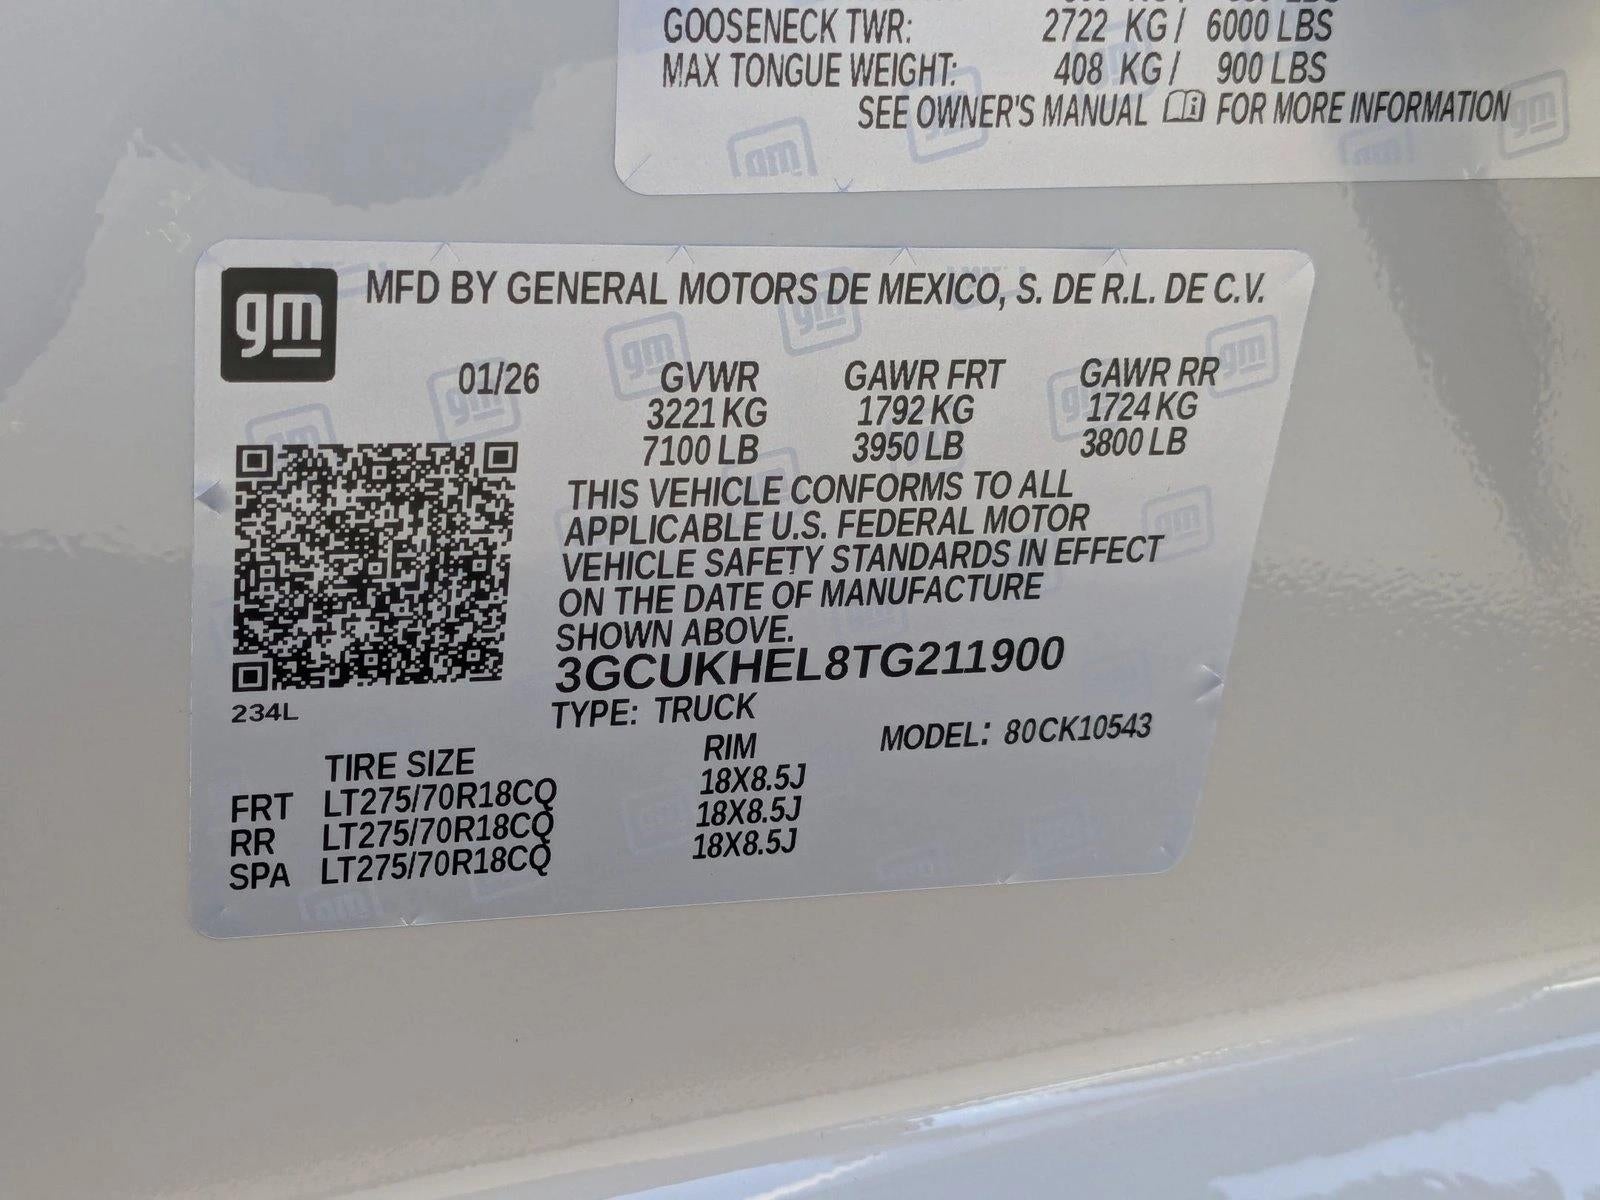 GOOSENECK TWR: 2722 KG / 6000 LBS
MAX TONGUE WEIGHT: 408 KG / 900 LBS
SEE OWNER'S MANUAL FOR MORE INFORMATION
gm MFD BY GENERAL MOTORS DE MEXICO, S. DE R.L. DE C.V.
01/26 GVWR GAWR FRT GAWR RR
3221 KG 1792 KG 1724 KG
7100 LB 3950 LB 3800 LB
THIS VEHICLE CONFORMS TO ALL
APPLICABLE U.S. FEDERAL MOTOR
VEHICLE SAFETY STANDARDS IN EFFECT
ON THE DATE OF MANUFACTURE
SHOWN ABOVE.
3GCUKHEL8TG211900
234L
TYPE: TRUCK
MODEL: 80CK10543
TIRE SIZE RIM
FRT LT275/70R18CQ 18X8.5J
RR LT275/70R18CQ 18X8.5J
SPA LT275/70R18CQ 18X8.5J